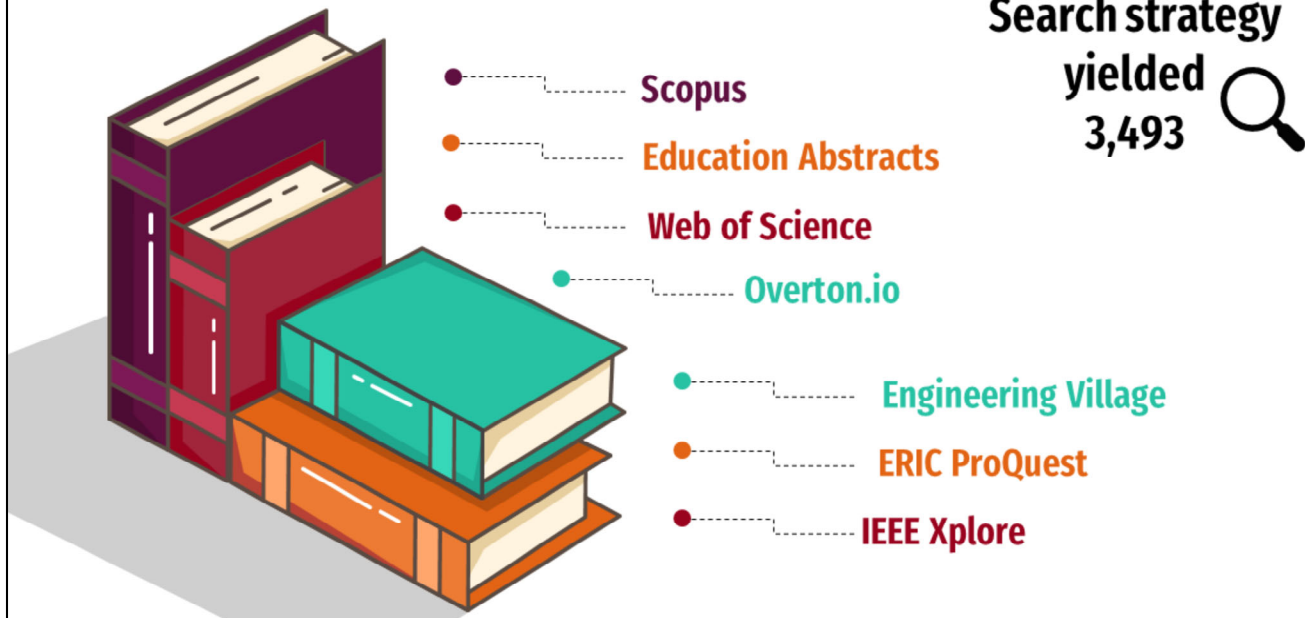 Search strategy
yielded
3,493
Scopus
Education Abstracts
Web of Science
Overton.io
Engineering Village
ERIC ProQuest
IEEE Xplore